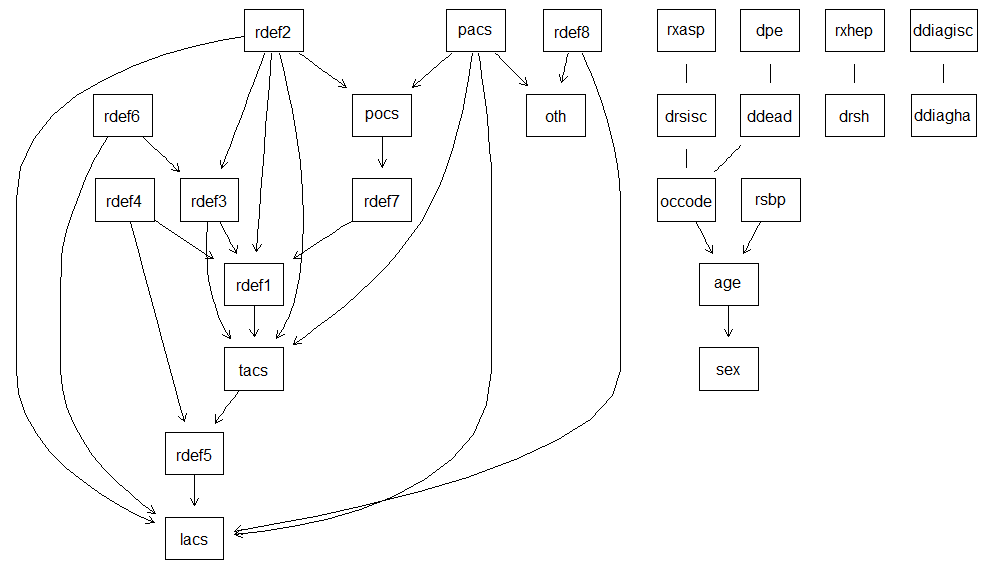 rdef2
pacs
rdef8
rxasp
dpe
rxhep
ddiagisc
rdef6
pocs
oth
drsisc
ddead
drsh
ddiagha
rdef4
rdef3
rdef7
occode
rsbp
rdef1
age
tacs
sex
rdef5
lacs